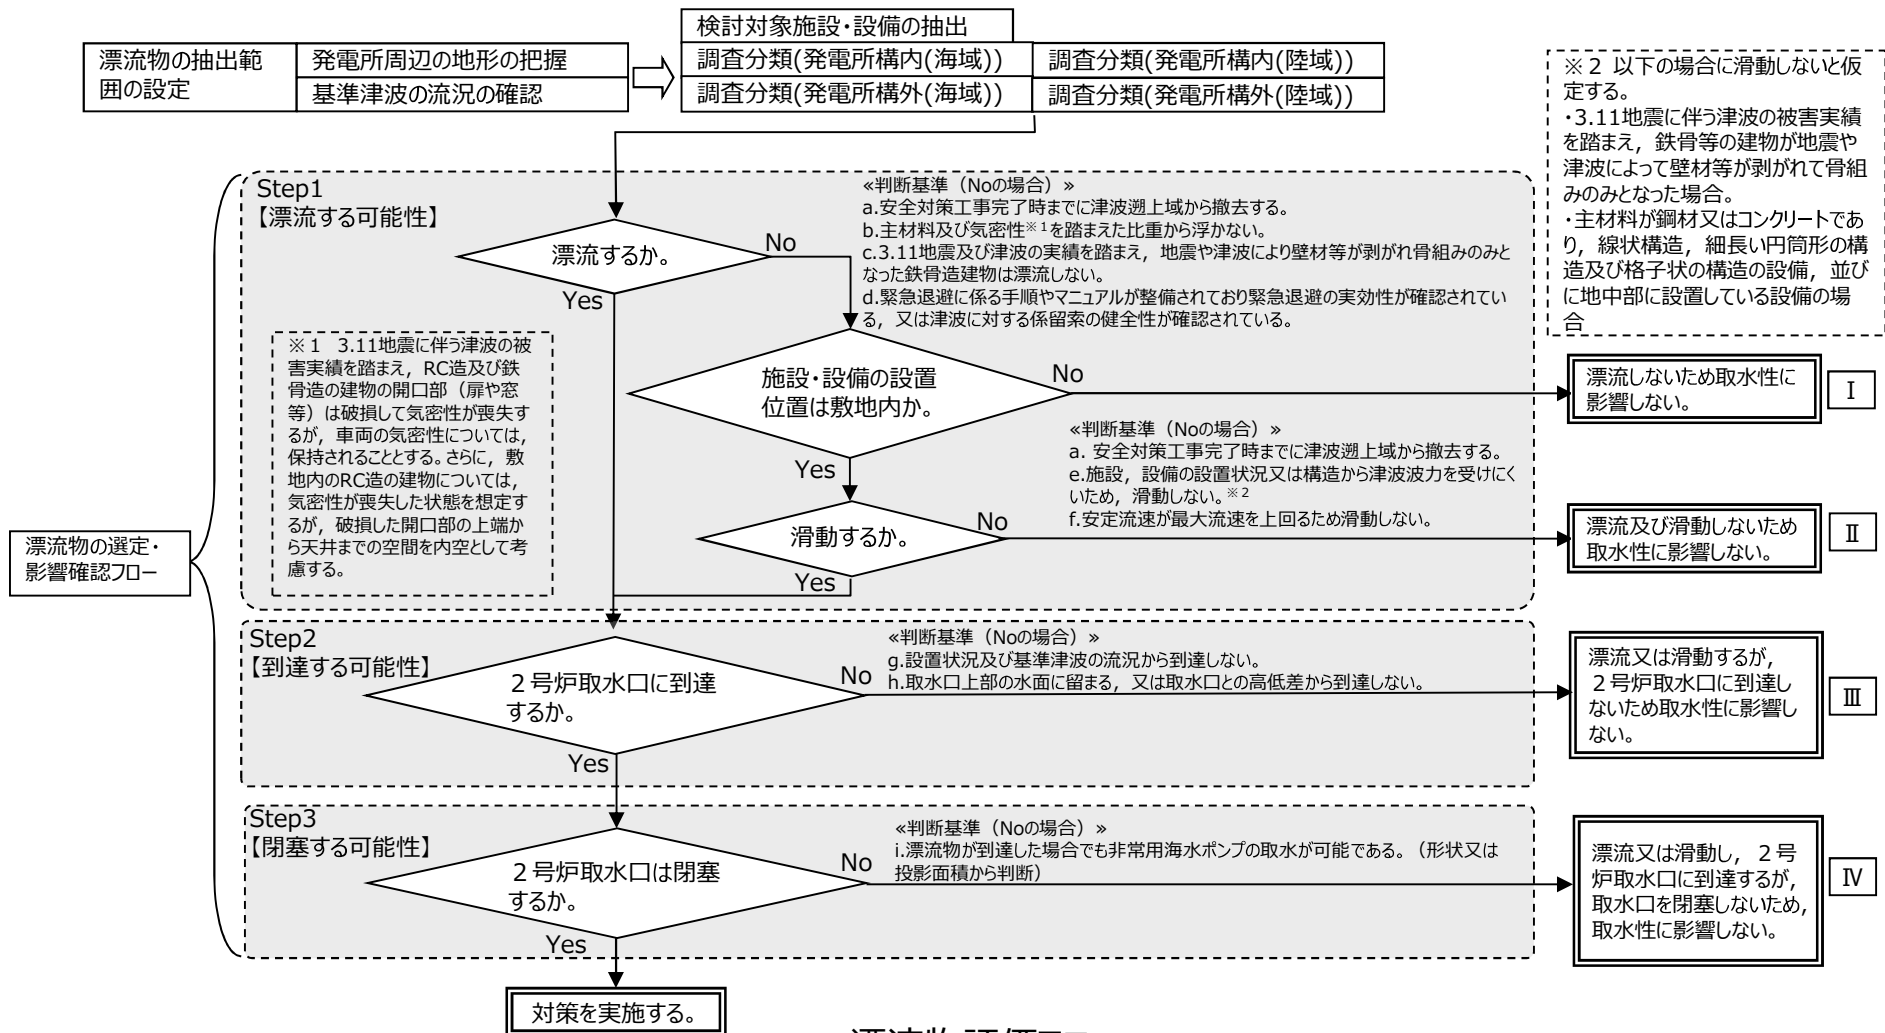 検討対象施設・設備の抽出
漂流物の抽出範
囲の設定
発電所周辺の地形の把握
基準津波の流況の確認
調査分類(発電所構内(海域))
調査分類(発電所構内(陸域))
調査分類(発電所構外(海域))
調査分類(発電所構外(陸域))
※２ 以下の場合に滑動しないと仮
定する。
・3.11地震に伴う津波の被害実績
を踏まえ，鉄骨等の建物が地震や
津波によって壁材等が剥がれて骨組
みのみとなった場合。
・主材料が鋼材又はコンクリートであ
り，線状構造，細長い円筒形の構
造及び格子状の構造の設備，並び
に地中部に設置している設備の場
合
漂流物の選定・
影響確認フロー
Step1
【漂流する可能性】
漂流するか。
No
Yes
≪判断基準（Noの場合）≫
a.安全対策工事完了時までに津波遡上域から撤去する。
b.主材料及び気密性※１を踏まえた比重から浮かない。
c.3.11地震及び津波の実績を踏まえ，地震や津波により壁材等が剥がれ骨組みのみと
なった鉄骨造建物は漂流しない。
d.緊急退避に係る手順やマニュアルが整備されており緊急退避の実効性が確認されてい
る，又は津波に対する係留索の健全性が確認されている。
※１ 3.11地震に伴う津波の被
害実績を踏まえ，RC造及び鉄
骨造の建物の開口部（扉や窓
等）は破損して気密性が喪失す
るが，車両の気密性については，
保持されることとする。さらに，敷
地内のRC造の建物については，
気密性が喪失した状態を想定す
るが，破損した開口部の上端か
ら天井までの空間を内空として考
慮する。
施設・設備の設置
位置は敷地内か。
No
Yes
漂流しないため取水性に
影響しない。
Ⅰ
≪判断基準（Noの場合）≫
a. 安全対策工事完了時までに津波遡上域から撤去する。
e.施設，設備の設置状況又は構造から津波波力を受けにく
いため，滑動しない。※２
f.安定流速が最大流速を上回るため滑動しない。
滑動するか。
No
Yes
漂流及び滑動しないため
取水性に影響しない。
Ⅱ
Step2
【到達する可能性】
２号炉取水口に到達
するか。
No
Yes
≪判断基準（Noの場合）≫
g.設置状況及び基準津波の流況から到達しない。
h.取水口上部の水面に留まる，又は取水口との高低差から到達しない。
漂流又は滑動するが，
２号炉取水口に到達し
ないため取水性に影響し
ない。
Ⅲ
Step3
【閉塞する可能性】
２号炉取水口は閉塞
するか。
No
Yes
≪判断基準（Noの場合）≫
i.漂流物が到達した場合でも非常用海水ポンプの取水が可能である。（形状又は
投影面積から判断）
漂流又は滑動し，２号
炉取水口に到達するが，
取水口を閉塞しないため，
取水性に影響しない。
Ⅳ
対策を実施する。